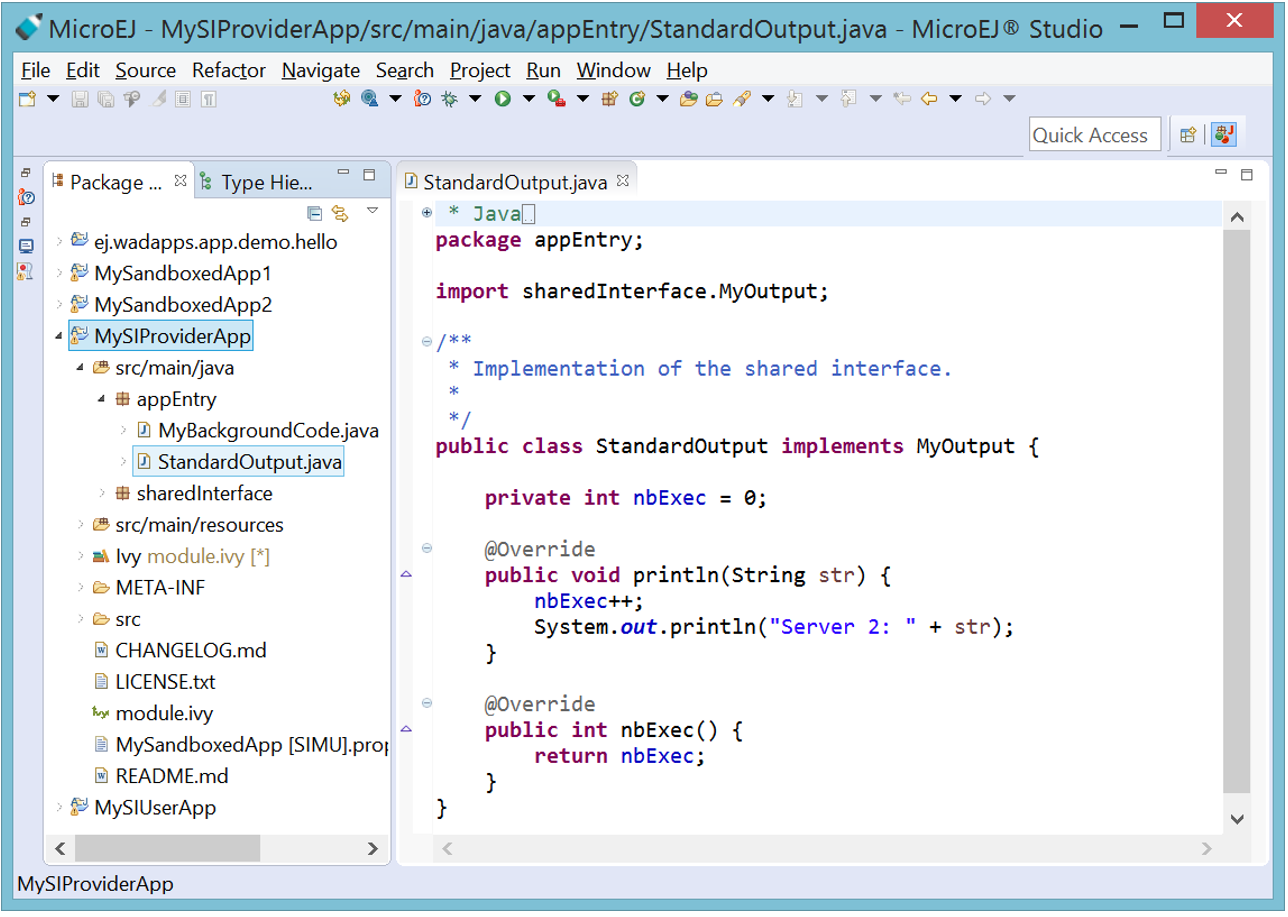 MicroEJ - MySIProviderApp/src/main/java/appEntry/StandardOutput.java - MicroEJ® Studio
File Edit Source Refactor Navigate Search Project Run Window Help
Quick Access
Package ...
Type Hie...
ej.wadapps.app.demo.hello
MySandboxedApp1
MySandboxedApp2
MySIProviderApp
src/main/java
appEntry
MyBackgroundCode.java
StandardOutput.java
sharedInterface
src/main/resources
Ivy module.ivy [*]
META-INF
src
CHANGELOG.md
LICENSE.txt
module.ivy
MySandboxedApp [SIMU].prop
README.md
MySIUserApp
StandardOutput.java
* Java
package appEntry;
import sharedInterface.MyOutput;
/**
* Implementation of the shared interface.
*
*/
public class StandardOutput implements MyOutput {
private int nbExec = 0;
@Override
public void println(String str) {
nbExec++;
System.out.println("Server 2: " + str);
}
@Override
public int nbExec() {
return nbExec;
}
}
MySIProviderApp